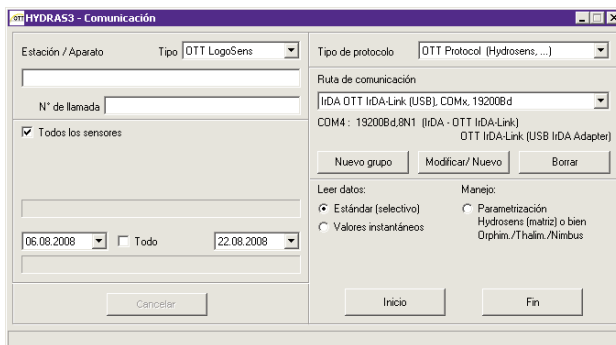 OTT HYDRAS3 - Comunicación
Estación / Aparato
Tipo OTT LogoSens
N° de llamada
Todos los sensores
06.08.2008
Todo
22.08.2008
Cancelar
Tipo de protocolo
OTT Protocol (Hydrosens, ...)
Ruta de comunicación
IrDA OTT IrDA-Link (USB), COMx, 19200Bd
COM4 : 19200Bd,8N1 (IrDA - OTT IrDA-Link)
OTT IrDA-Link (USB IrDA Adapter)
Nuevo grupo
Modificar/ Nuevo
Borrar
Leer datos:
Estándar (selectivo)
Valores instantáneos
Manejo:
Parametrización
Hydrosens (matriz) o bien
Orphim./Thalim./Nimbus
Inicio
Fin